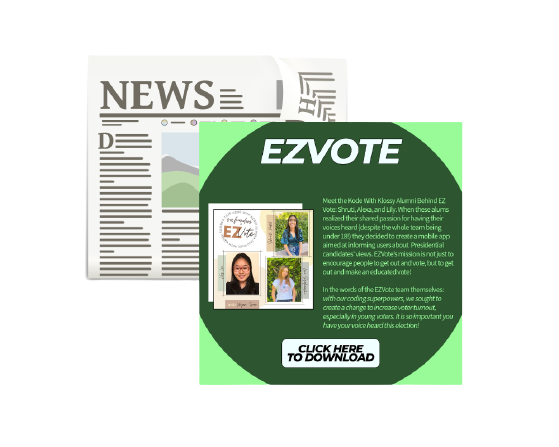 NEWS
D
H
EZVOTE
Meet the Kode With Klossy Alumni Behind EZ
Vote: Shruti, Alexa, and Lily. When these alums
realized their shared passion for having their
voices heard (despite the whole team being
under 18!) they decided to create a mobile app
aimed at informing users about Presidential
candidates' views. EZVote's mission is not just to
encourage people to get out and vote, but to get
out and make an educated vote!
In the words of the EZVote team themselves:
with our coding superpowers, we sought to
create a change to increase voter turnout,
especially in young voters. It is so important you
have your voice heard this election!
EZ
Vote
CLICK HERE
TO DOWNLOAD